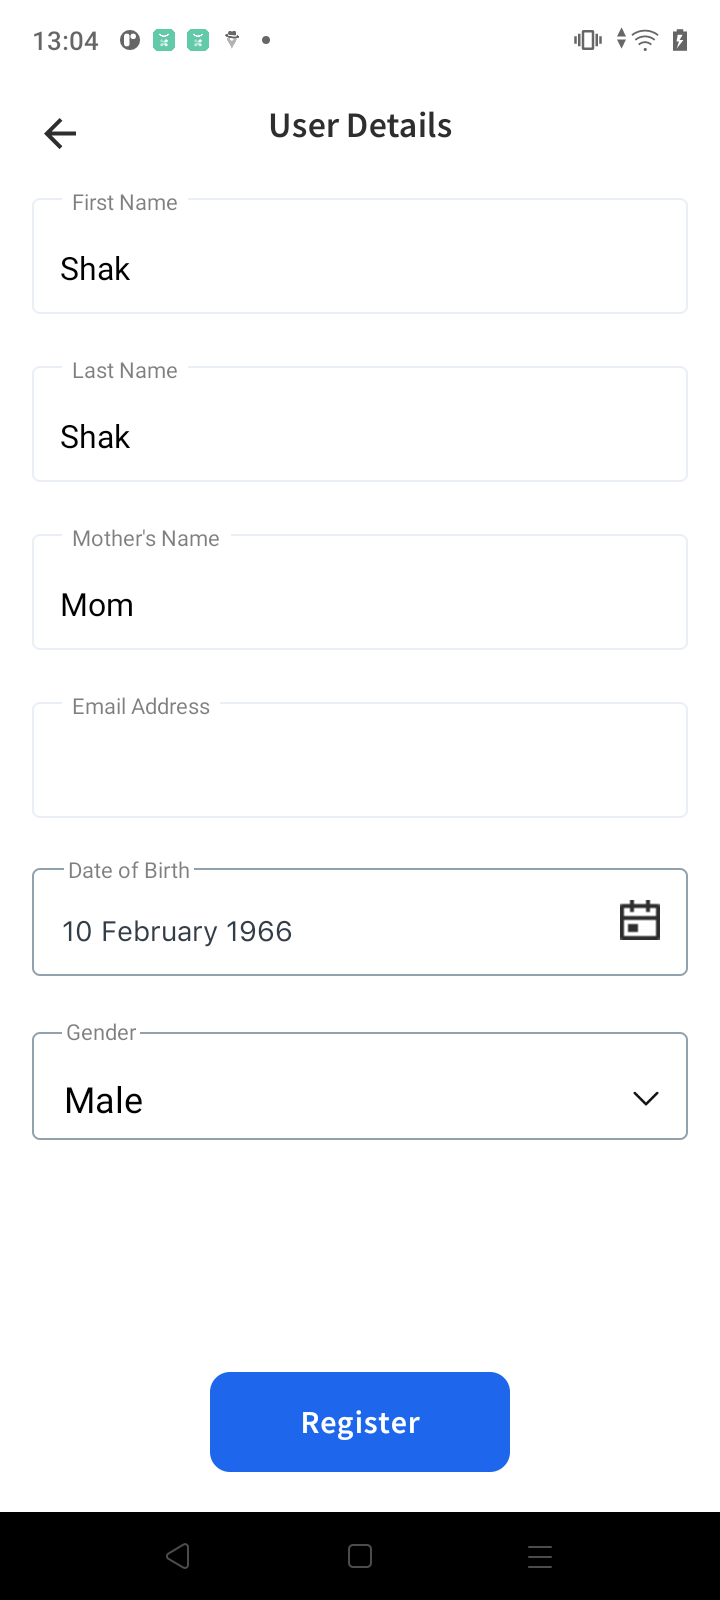 13:04
User Details
First Name
Shak
Last Name
Shak
Mother's Name
Mom
Email Address
Date of Birth
10 February 1966
Gender
Male
Register